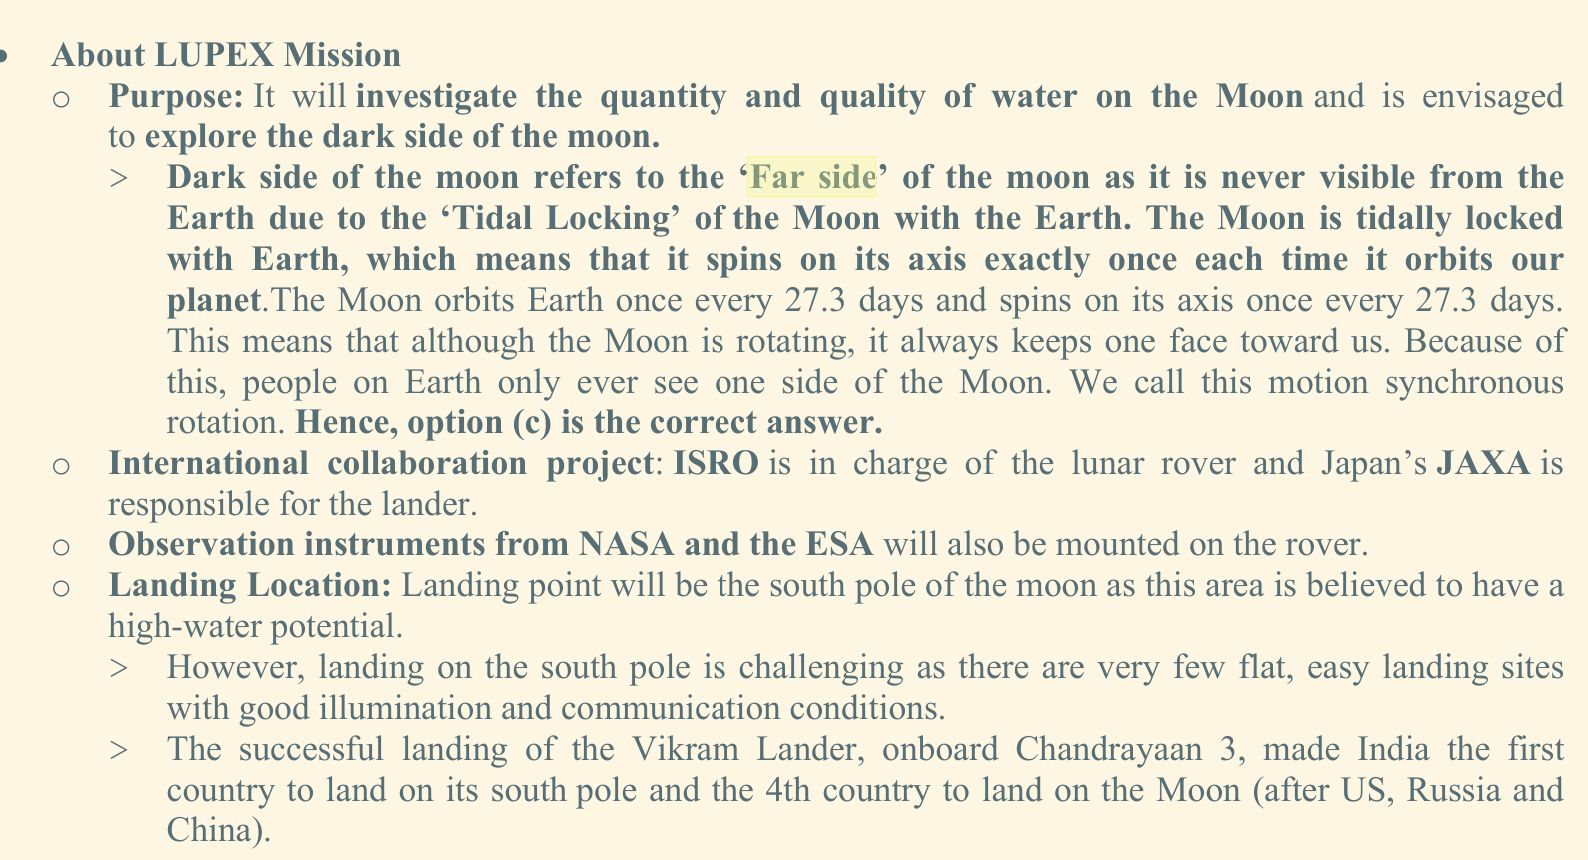 • About LUPEX Mission
o Purpose: It will investigate the quantity and quality of water on the Moon and is envisaged
to explore the dark side of the moon.
> Dark side of the moon refers to the ‘Far side’ of the moon as it is never visible from the
Earth due to the ‘Tidal Locking’ of the Moon with the Earth. The Moon is tidally locked
with Earth, which means that it spins on its axis exactly once each time it orbits our
planet.The Moon orbits Earth once every 27.3 days and spins on its axis once every 27.3 days.
This means that although the Moon is rotating, it always keeps one face toward us. Because of
this, people on Earth only ever see one side of the Moon. We call this motion synchronous
rotation. Hence, option (c) is the correct answer.
o International collaboration project: ISRO is in charge of the lunar rover and Japan’s JAXA is
responsible for the lander.
o Observation instruments from NASA and the ESA will also be mounted on the rover.
o Landing Location: Landing point will be the south pole of the moon as this area is believed to have a
high-water potential.
> However, landing on the south pole is challenging as there are very few flat, easy landing sites
with good illumination and communication conditions.
> The successful landing of the Vikram Lander, onboard Chandrayaan 3, made India the first
country to land on its south pole and the 4th country to land on the Moon (after US, Russia and
China).